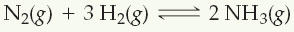 N₂(g) + 3 H₂(g) ⇌ 2 NH₃(g)